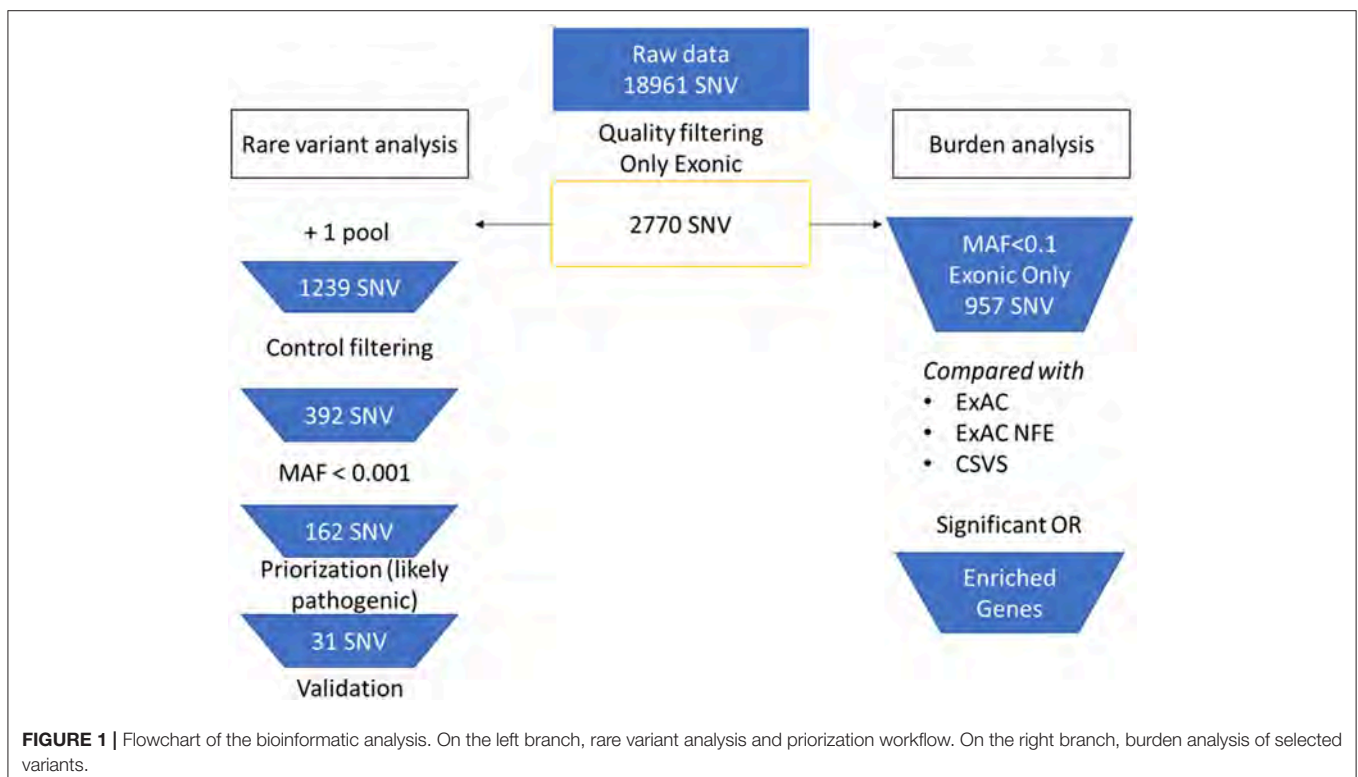 Raw data
18961 SNV
Quality filtering
Only Exonic
2770 SNV
Rare variant analysis
+ 1 pool
1239 SNV
Control filtering
392 SNV
MAF < 0.001
162 SNV
Priorization (likely
pathogenic)
31 SNV
Validation
Burden analysis
MAF<0.1
Exonic Only
957 SNV
Compared with
• ExAC
• ExAC NFE
• CSVS
Significant OR
Enriched
Genes
FIGURE 1 | Flowchart of the bioinformatic analysis. On the left branch, rare variant analysis and priorization workflow. On the right branch, burden analysis of selected
variants.